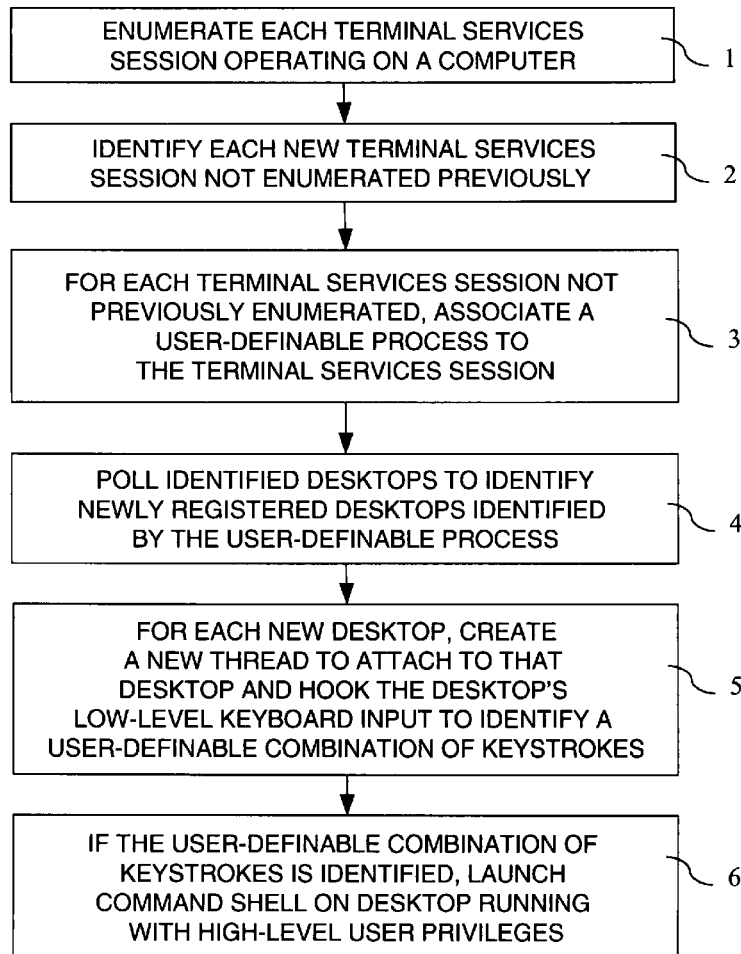 ENUMERATE EACH TERMINAL SERVICES
SESSION OPERATING ON A COMPUTER
1
IDENTIFY EACH NEW TERMINAL SERVICES
SESSION NOT ENUMERATED PREVIOUSLY
2
FOR EACH TERMINAL SERVICES SESSION NOT
PREVIOUSLY ENUMERATED, ASSOCIATE A
USER-DEFINABLE PROCESS TO
THE TERMINAL SERVICES SESSION
3
POLL IDENTIFIED DESKTOPS TO IDENTIFY
NEWLY REGISTERED DESKTOPS IDENTIFIED
BY THE USER-DEFINABLE PROCESS
4
FOR EACH NEW DESKTOP, CREATE
A NEW THREAD TO ATTACH TO THAT
DESKTOP AND HOOK THE DESKTOP'S
LOW-LEVEL KEYBOARD INPUT TO IDENTIFY A
USER-DEFINABLE COMBINATION OF KEYSTROKES
5
IF THE USER-DEFINABLE COMBINATION OF
KEYSTROKES IS IDENTIFIED, LAUNCH
COMMAND SHELL ON DESKTOP RUNNING
WITH HIGH-LEVEL USER PRIVILEGES
6